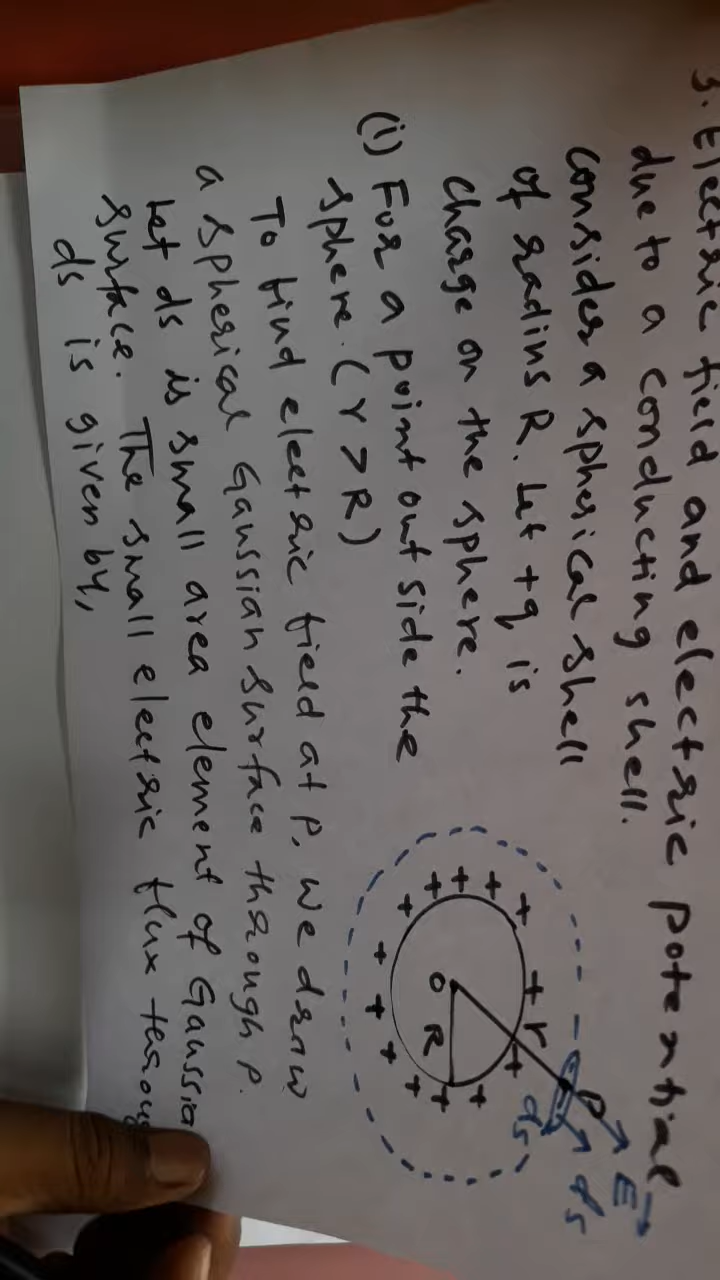 3. Electric field and electric potential
due to a conducting shell.
Consider a spherical shell
of radius R. Let +q is
charge on the sphere.
(i) For a point out side the
sphere. (r > R)
To find electric field at P, we draw
a spherical Gaussian surface through P.
Let ds is small area element of Gaussia
surface. The small electric flux throug
ds is given by,
+ + + + + + + + + + + + + +
O
R
r
P
E
ds
ds